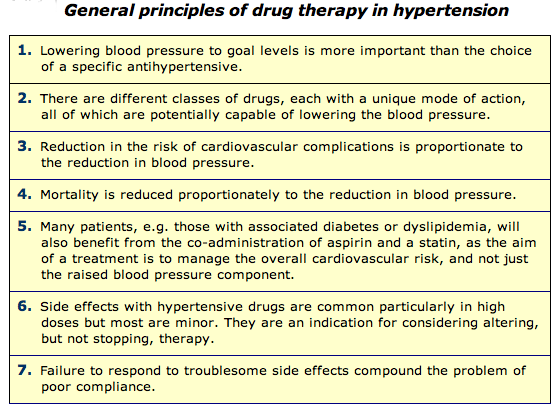 General principles of drug therapy in hypertension
1. Lowering blood pressure to goal levels is more important than the choice
of a specific antihypertensive.
2. There are different classes of drugs, each with a unique mode of action,
all of which are potentially capable of lowering the blood pressure.
3. Reduction in the risk of cardiovascular complications is proportionate to
the reduction in blood pressure.
4. Mortality is reduced proportionately to the reduction in blood pressure.
5. Many patients, e.g. those with associated diabetes or dyslipidemia, will
also benefit from the co-administration of aspirin and a statin, as the aim
of a treatment is to manage the overall cardiovascular risk, and not just
the raised blood pressure component.
6. Side effects with hypertensive drugs are common particularly in high
doses but most are minor. They are an indication for considering altering,
but not stopping, therapy.
7. Failure to respond to troublesome side effects compound the problem of
poor compliance.